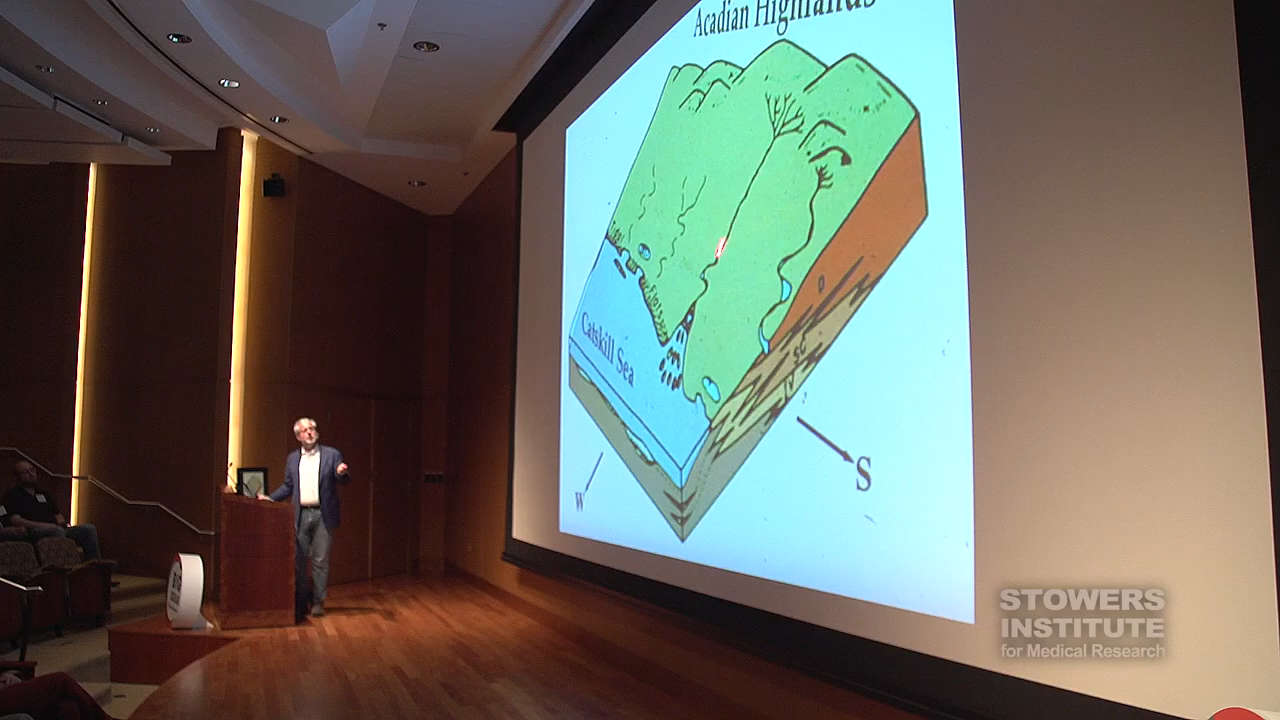 Acadian Highlands
Catskill Sea
W
S
STOWERS
INSTITUTE
for Medical Research